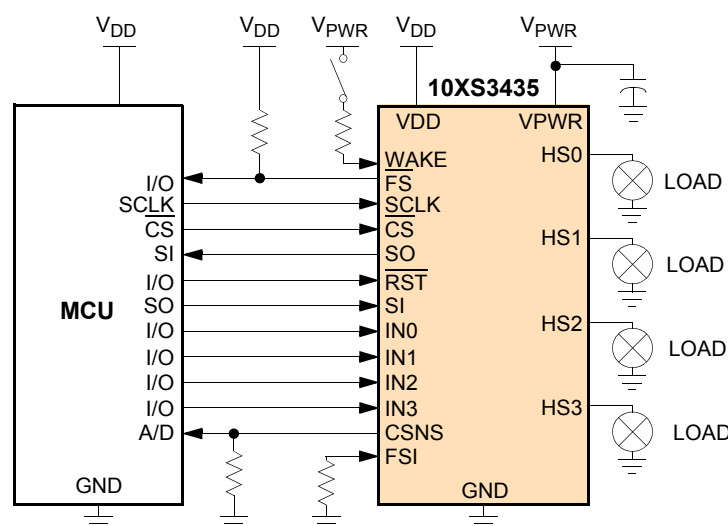 VDD VDD VPWR VDD VPWR
10XS3435
VDD VPWR
WAKE HS0
I/O FS LOAD
SCLK SCLK
CS CS HS1
SI SO LOAD
I/O RST
MCU SO SI
I/O IN0 HS2
I/O IN1 LOAD
I/O IN2
I/O IN3 HS3
A/D CSNS LOAD
FSI
GND GND